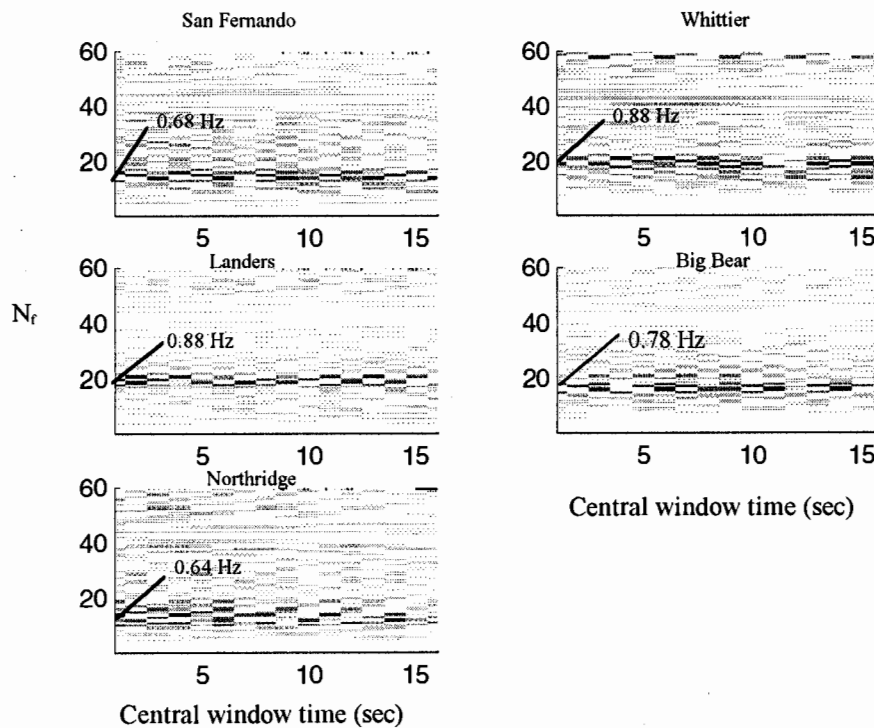 San Fernando
60
40
0.68 Hz
20
5 10 15
Whittier
60
40
0.88 Hz
20
5 10 15
Landers
60
N_f
40
0.88 Hz
20
5 10 15
Big Bear
60
40
0.78 Hz
20
5 10 15
Central window time (sec)
Northridge
60
40
0.64 Hz
20
5 10 15
Central window time (sec)